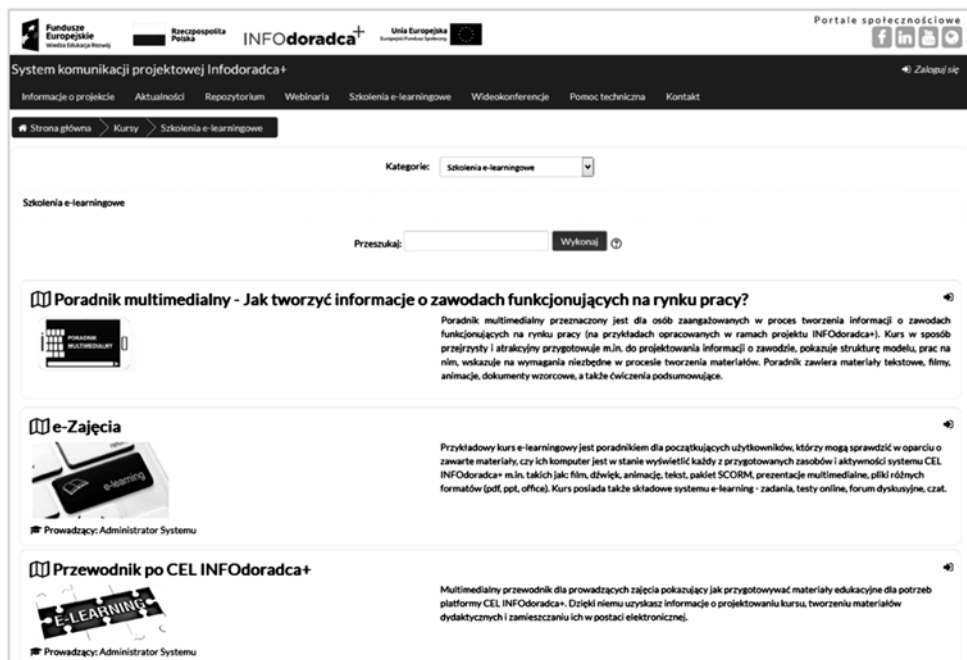 Portale społecznościowe
Fundusze
Europejskie
Wiedza Edukacja Rozwój
Rzeczpospolita
Polska
INFOdoradca+
Unia Europejska
Europejski Fundusz Społeczny
System komunikacji projektowej Infodoradca+
Zaloguj się
Informacje o projekcie Aktualności Repozytorium Webinaria Szkolenia e-learningowe Wideokonferencje Pomoc techniczna Kontakt
Strona główna Kursy Szkolenia e-learningowe
Kategorie: Szkolenia e-learningowe
Szkolenia e-learningowe
Przeszukaj: Wykonaj
Poradnik multimedialny - Jak tworzyć informacje o zawodach funkcjonujących na rynku pracy?
PORADNIK
MULTIMEDIALNY
Poradnik multimedialny przeznaczony jest dla osób zaangażowanych w proces tworzenia informacji o zawodach
funkcjonujących na rynku pracy (na przykładach opracowanych w ramach projektu INFOdoradca+). Kurs w sposób
przejrzysty i atrakcyjny przygotowuje m.in. do projektowania informacji o zawodzie, pokazuje strukturę modelu, prac na
nim, wskazuje na wymagania niezbędne w procesie tworzenia materiałów. Poradnik zawiera materiały tekstowe, filmy,
animacje, dokumenty wzorcowe, a także ćwiczenia podsumowujące.
e-Zajęcia
e-learning
Przykładowy kurs e-learningowy jest poradnikiem dla początkujących użytkowników, którzy mogą sprawdzić w oparciu o
zawarte materiały, czy ich komputer jest w stanie wyświetlić każdy z przygotowanych zasobów i aktywności systemu CEL
INFOdoradca+ m.in. takich jak: film, dźwięk, animację, tekst, pakiet SCORM, prezentacje multimedialne, pliki różnych
formatów (pdf, ppt, office). Kurs posiada także składowe systemu e-learning - zadania, testy online, forum dyskusyjne, czat.
Prowadzący: Administrator Systemu
Przewodnik po CEL INFOdoradca+
E-LEARNING
Multimedialny przewodnik dla prowadzących zajęcia pokazujący jak przygotowywać materiały edukacyjne dla potrzeb
platformy CEL INFOdoradca+. Dzięki niemu uzyskasz informacje o projektowaniu kursu, tworzeniu materiałów
dydaktycznych i zamieszczaniu ich w postaci elektronicznej.
Prowadzący: Administrator Systemu